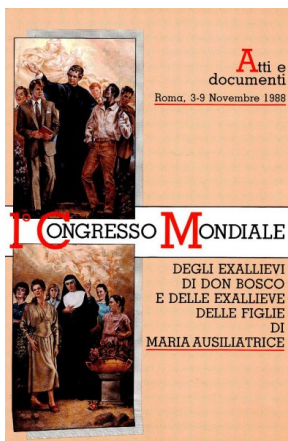 Atti e
documenti
Roma, 3-9 Novembre 1988
1° CONGRESSO MONDIALE
DEGLI EXALLIEVI
DI DON BOSCO
E DELLE EXALLIEVE
DELLE FIGLIE
DI
MARIA AUSILIATRICE